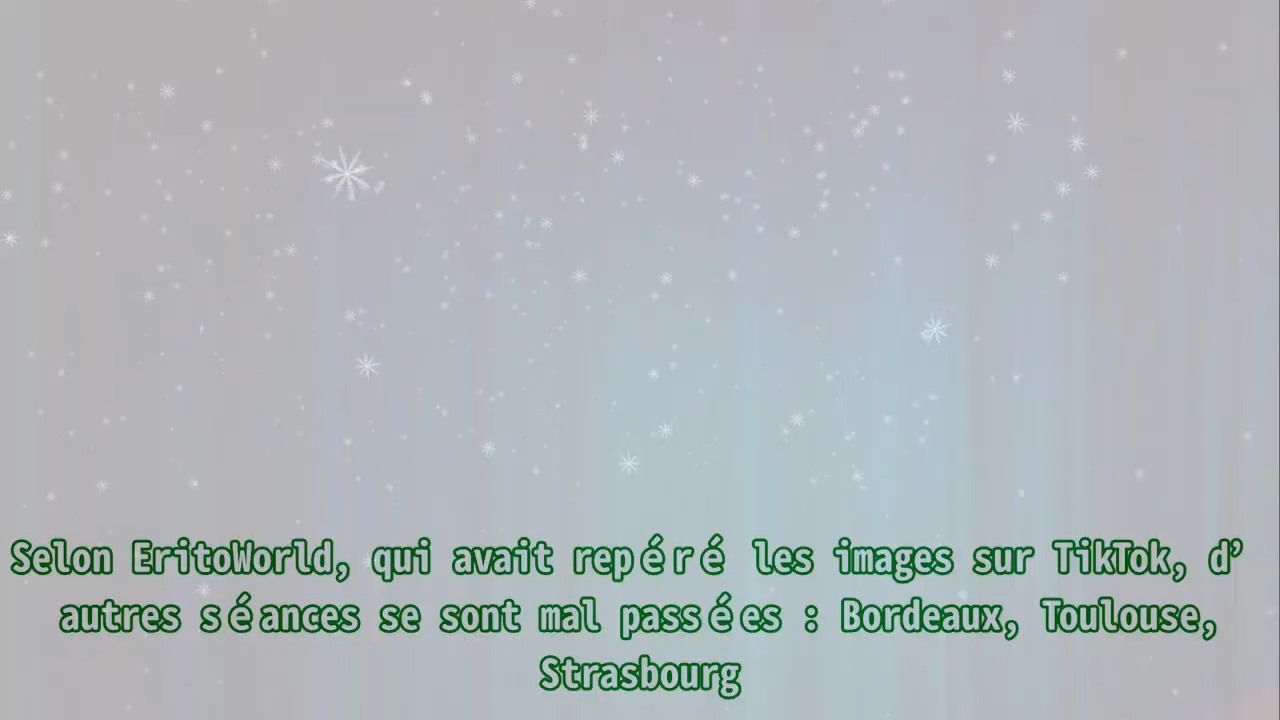 Selon EritoWorld, qui avait repéré les images sur TikTok, d’
autres séances se sont mal passées : Bordeaux, Toulouse,
Strasbourg